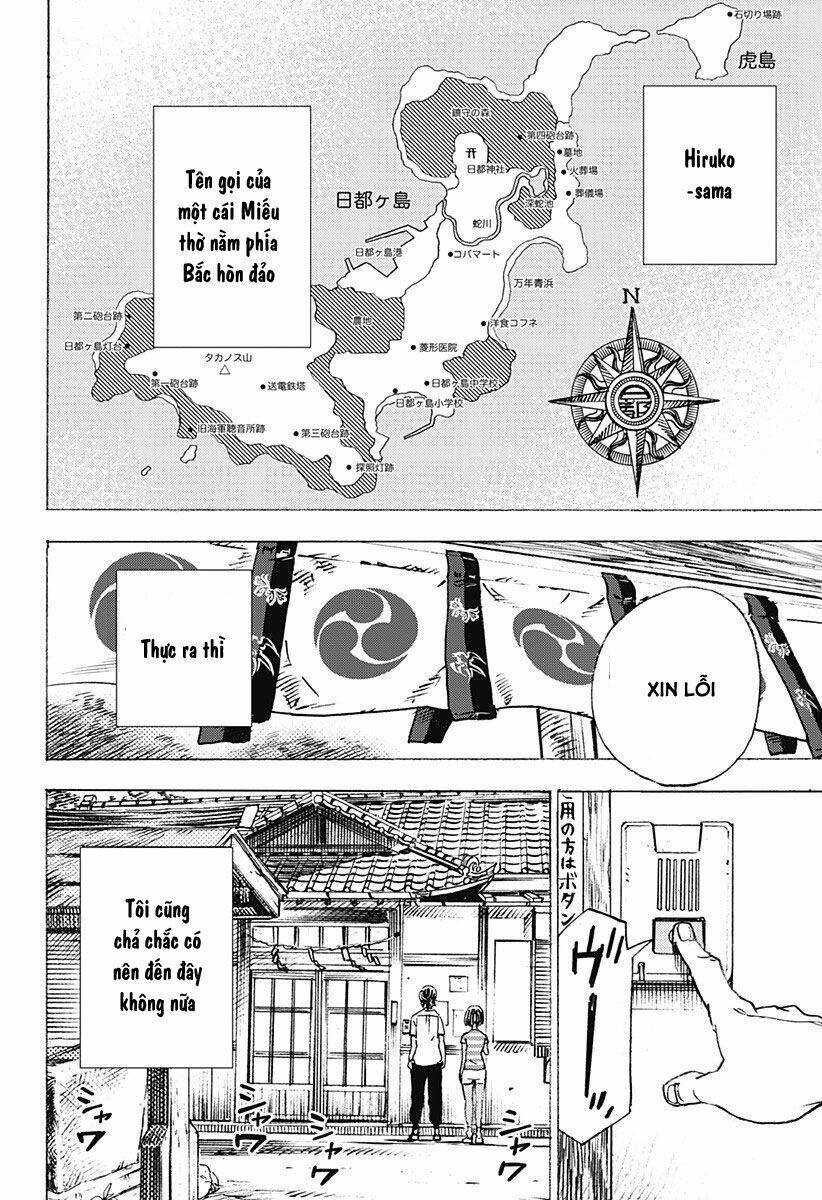 石切り場跡
虎島
Hiruko
-sama
鎮守の森
第四砲台跡
墓地
日都神社
火葬場
葬儀場
深蛇池
蛇川
日都ヶ島
日都ヶ島港
コバマート
万年青浜
Tên gọi của
một cái Miếu
thờ nằm phía
Bắc hòn đảo
N
第二砲台跡
農地
洋食コフネ
日都ヶ島灯台
菱形医院
タカノス山
第一砲台跡
送電鉄塔
日都ヶ島中学校
日都ヶ島小学校
旧海軍聴音所跡
第三砲台跡
探照灯跡
XIN LỖI
Thực ra thì
用の方はボタン
ヴー
Tôi cũng
chả chắc có
nên đến đây
không nữa
シャワ
シャワ
シャワ